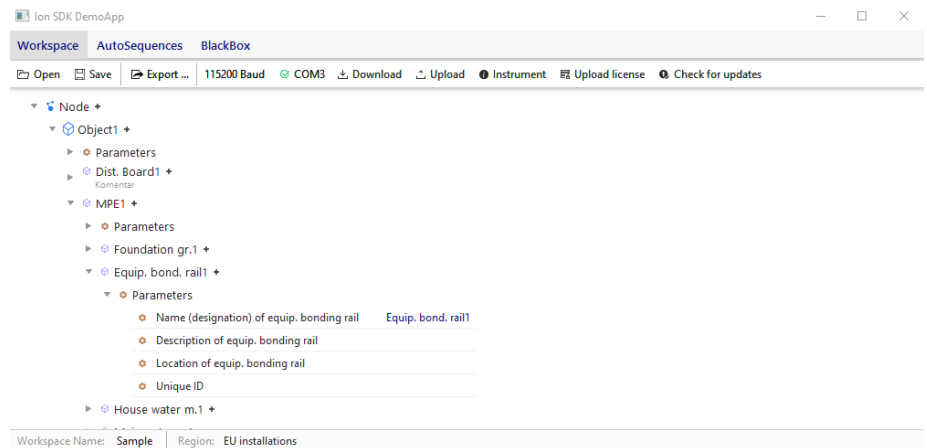 Ion SDK DemoApp
Workspace AutoSequences BlackBox
Open Save Export ... 115200 Baud COM3 Download Upload Instrument Upload license Check for updates
Node +
Object1 +
Parameters
Dist. Board1 +
Komentar
MPE1 +
Parameters
Foundation gr.1 +
Equip. bond. rail1 +
Parameters
Name (designation) of equip. bonding rail Equip. bond. rail1
Description of equip. bonding rail
Location of equip. bonding rail
Unique ID
House water m.1 +
Workspace Name: Sample Region: EU installations